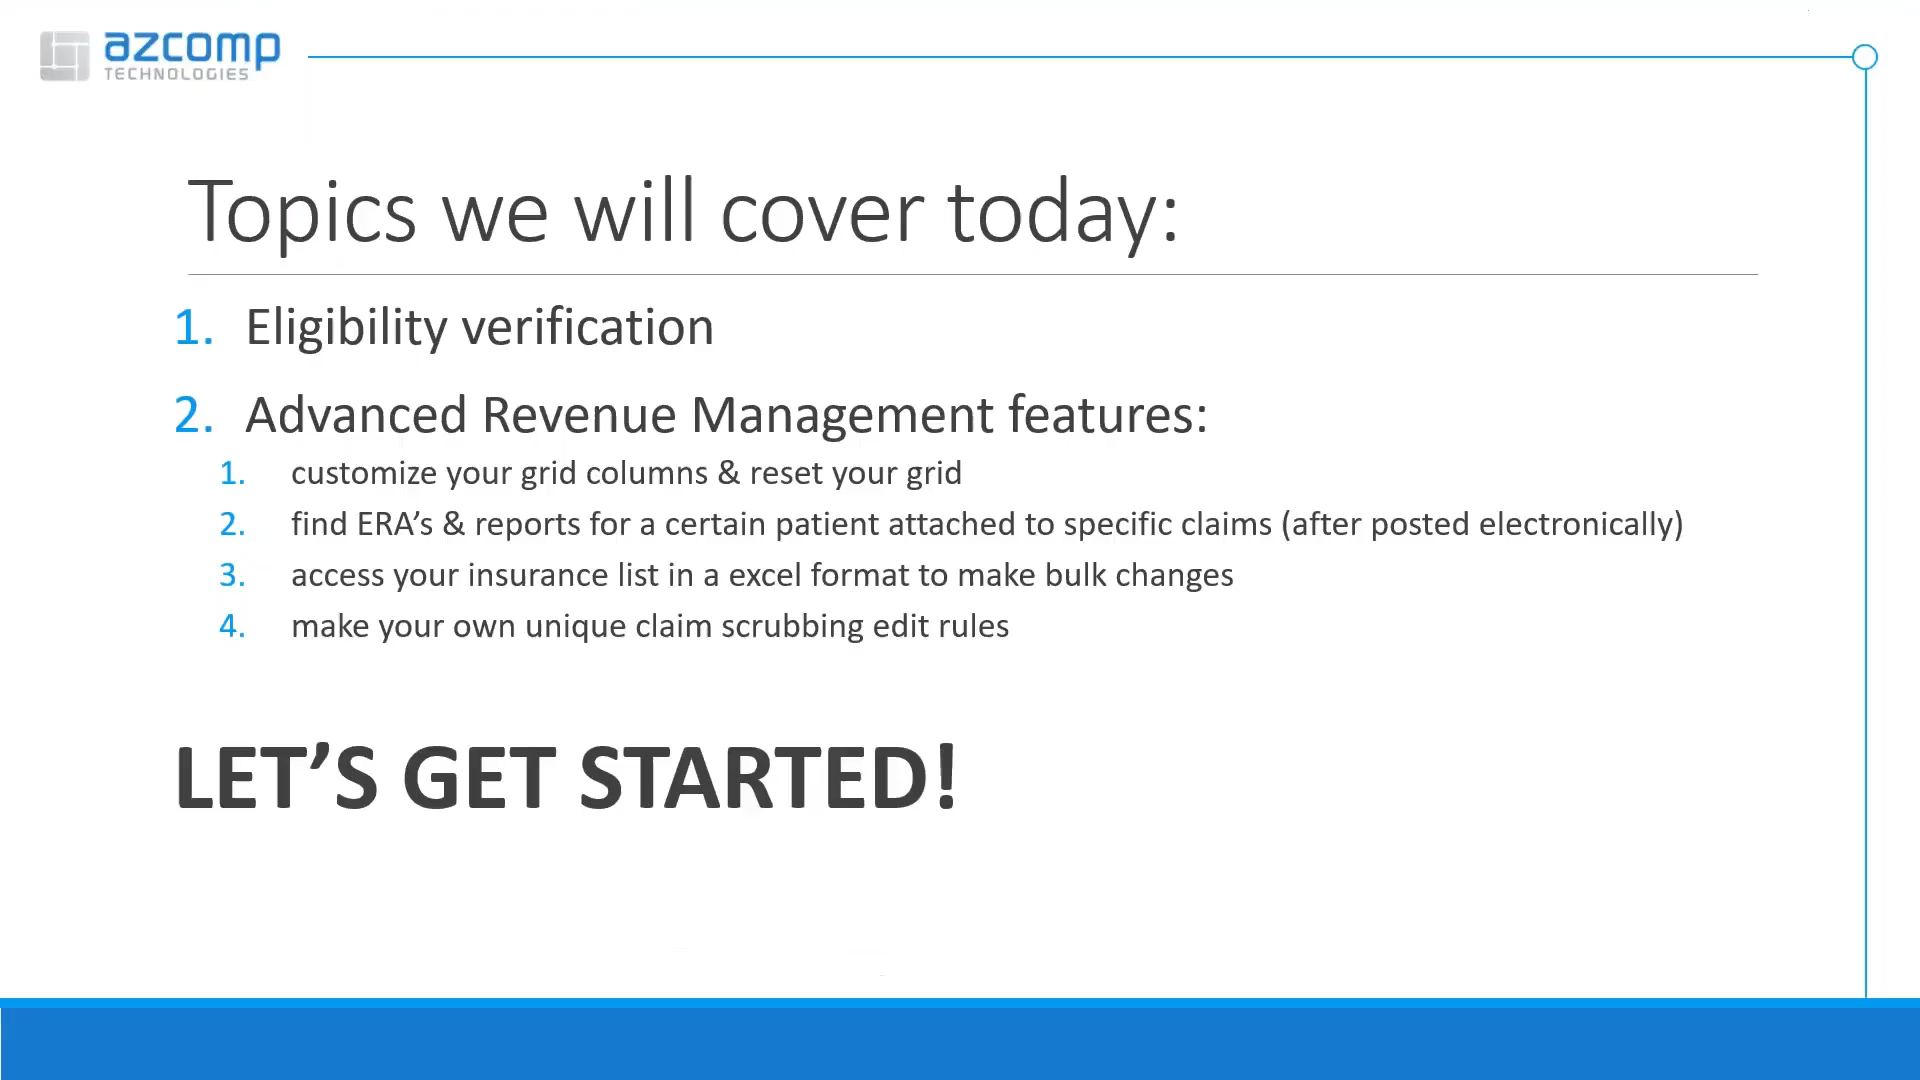 azcomp
TECHNOLOGIES
Topics we will cover today:
1. Eligibility verification
2. Advanced Revenue Management features:
1. customize your grid columns & reset your grid
2. find ERA’s & reports for a certain patient attached to specific claims (after posted electronically)
3. access your insurance list in a excel format to make bulk changes
4. make your own unique claim scrubbing edit rules
LET’S GET STARTED!